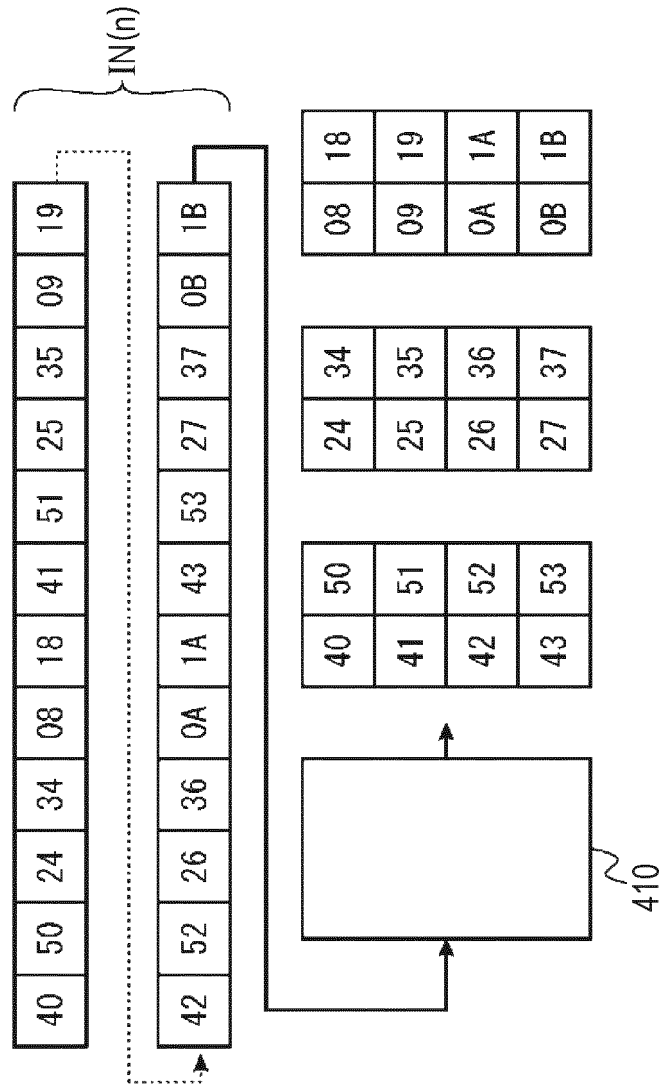 IN(n)
40 50 24 34 08 18 41 51 25 35 09 19
42 52 26 36 0A 1A 43 53 27 37 0B 1B
40 50 24 34 08 18
41 51 25 35 09 19
42 52 26 36 0A 1A
43 53 27 37 0B 1B
410